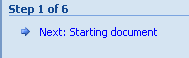 Step 1 of 6
Next: Starting document